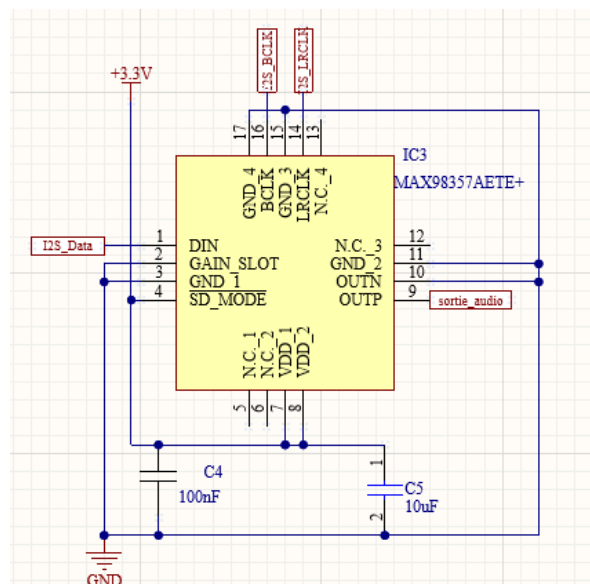 I2S_BCLK
I2S_LRCLK
+3.3V
17
16
15
14
13
IC3
MAX98357AETE+
GND_4
BCLK
GND_3
LRCLK
N.C._4
I2S_Data
1
DIN
N.C._3
12
2
GAIN_SLOT
GND_2
11
3
GND_1
OUTN
10
4
SD_MODE
OUTP
9
sortie_audio
N.C._1
N.C._2
VDD_1
VDD_2
5
6
7
8
C4
100nF
1
C5
10uF
2
GND